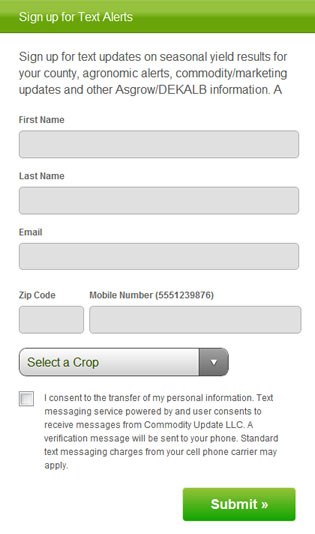 Sign up for Text Alerts
Sign up for text updates on seasonal yield results for
your county, agronomic alerts, commodity/marketing
updates and other Asgrow/DEKALB information. A
First Name
Last Name
Email
Zip Code Mobile Number (5551239876)
Select a Crop
I consent to the transfer of my personal information. Text
messaging service powered by and user consents to
receive messages from Commodity Update LLC. A
verification message will be sent to your phone. Standard
text messaging charges from your cell phone carrier may
apply.
Submit »